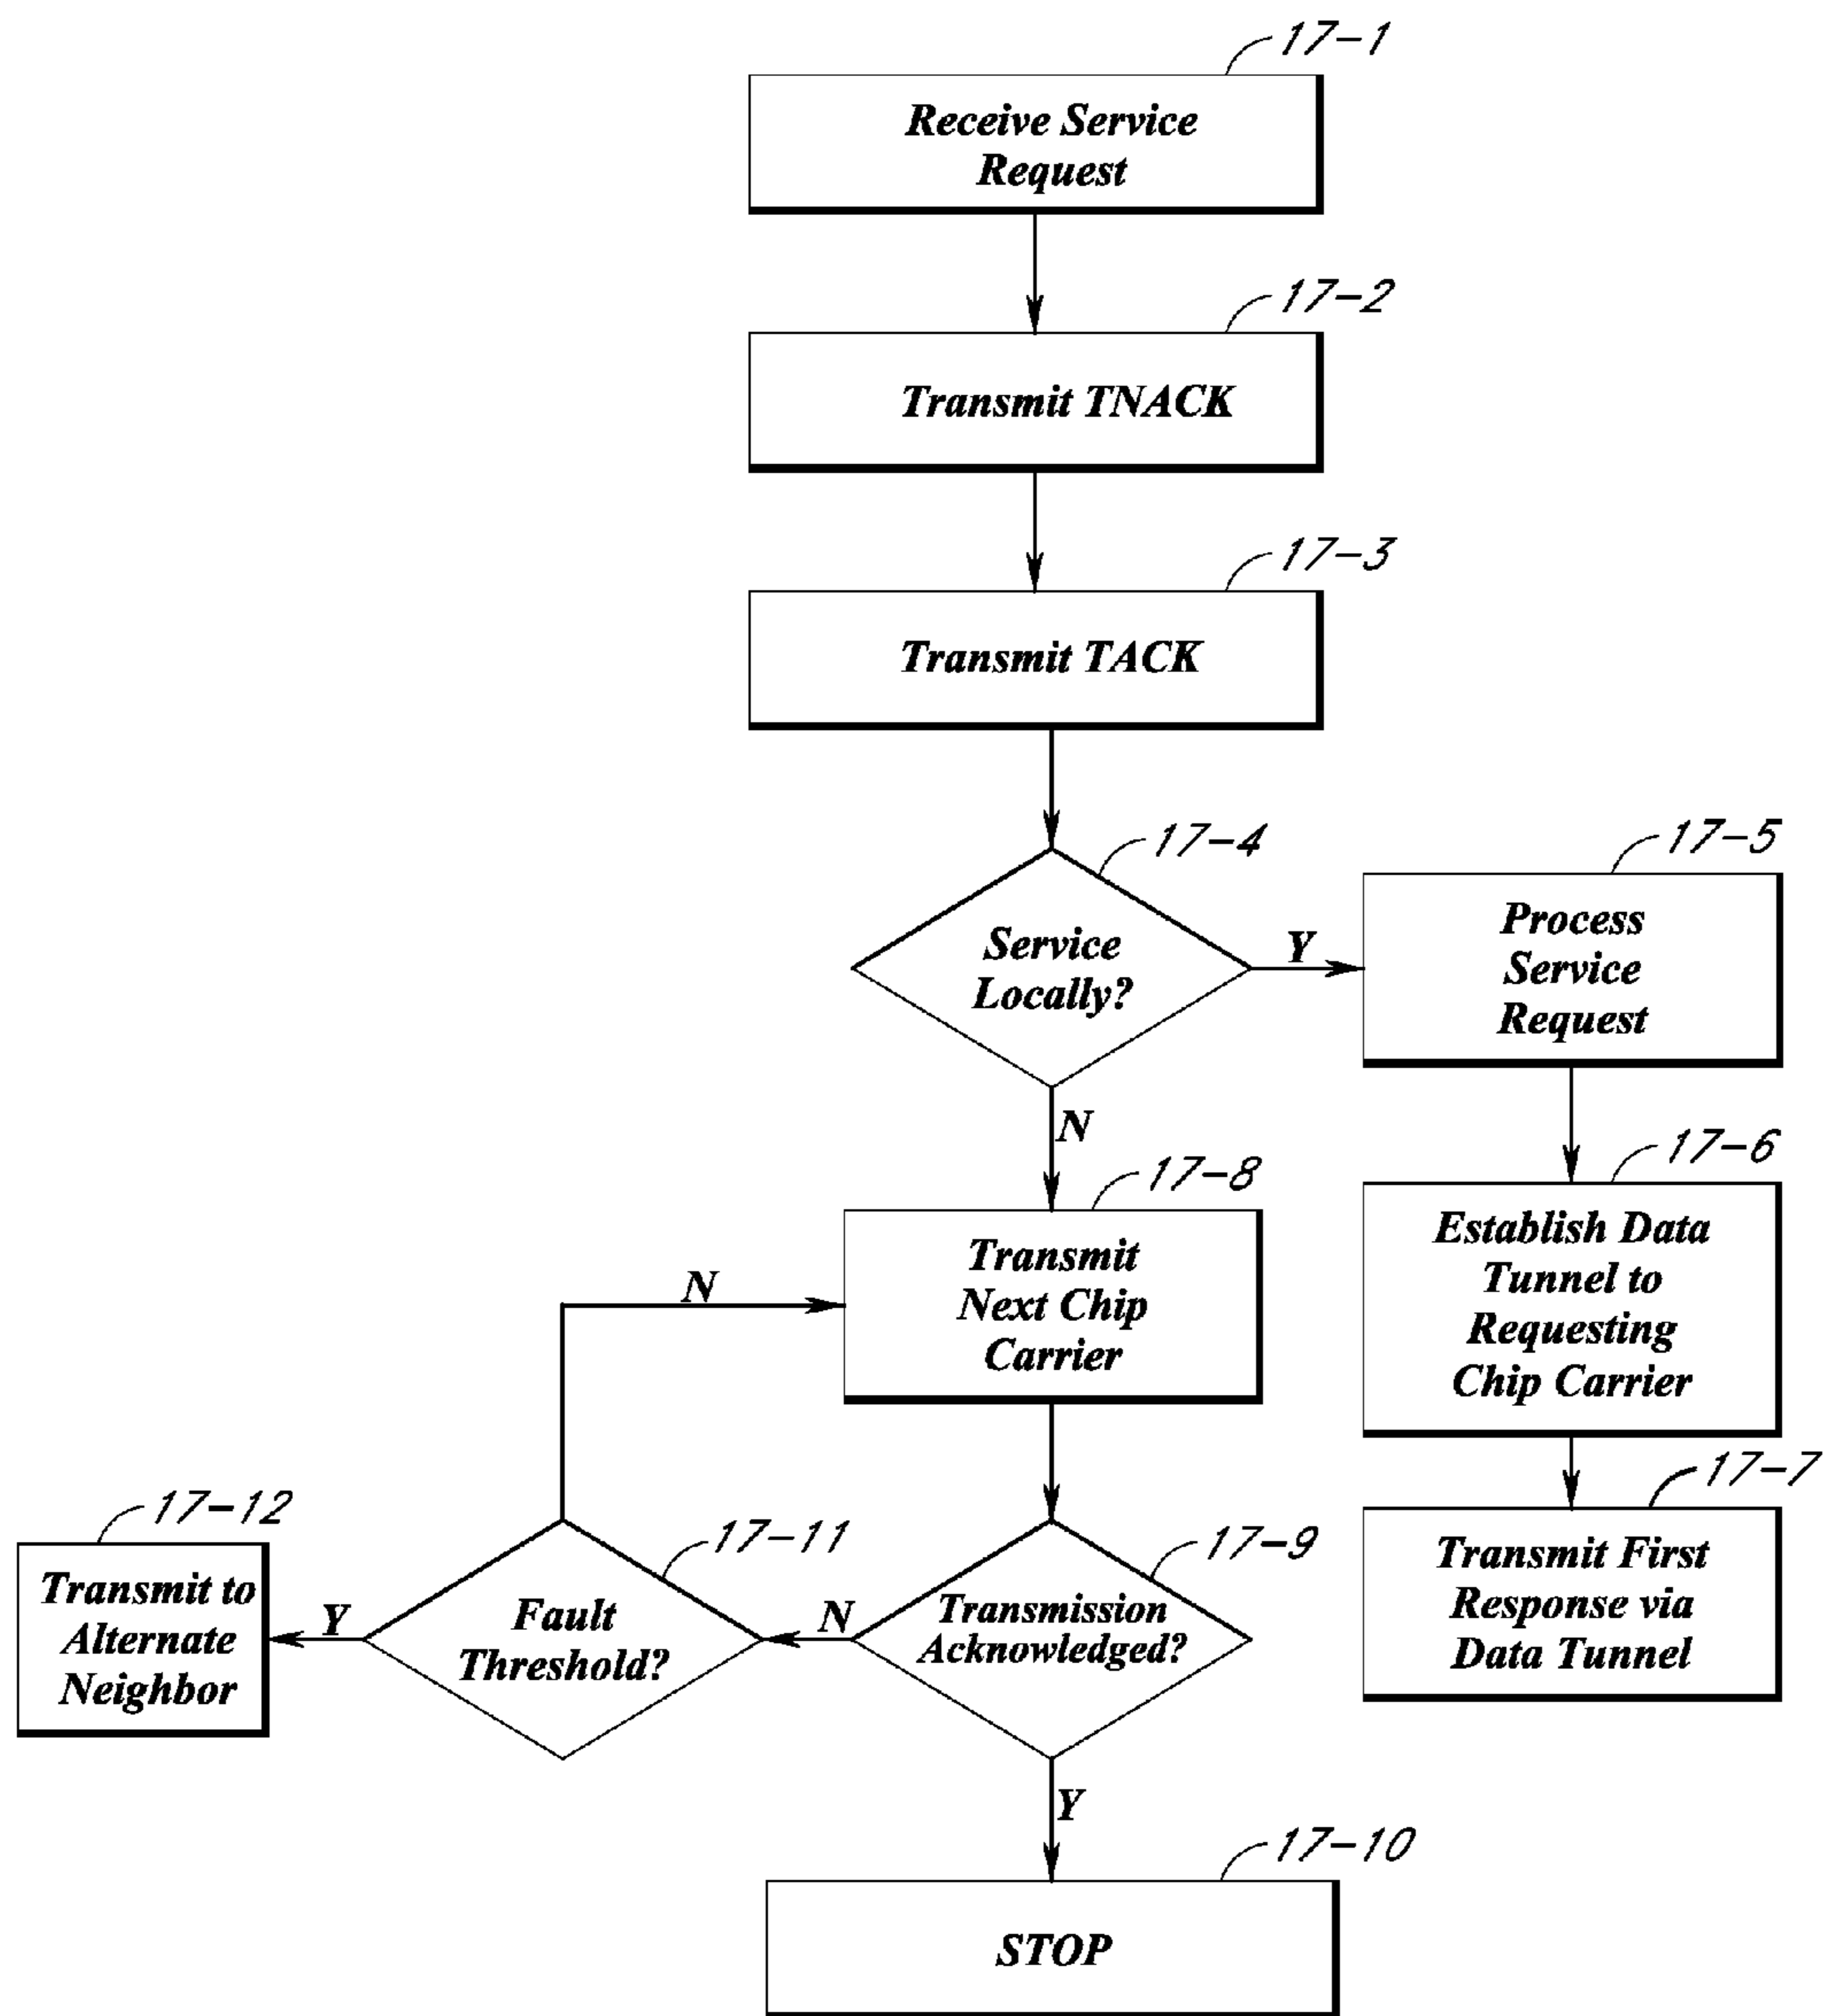 17-1
Receive Service
Request
17-2
Transmit TNACK
17-3
Transmit TACK
17-4
Service
Locally?
Y
17-5
Process
Service
Request
N
17-6
Establish Data
Tunnel to
Requesting
Chip Carrier
17-7
Transmit First
Response via
Data Tunnel
17-8
Transmit
Next Chip
Carrier
N
17-9
Transmission
Acknowledged?
N
17-11
Fault
Threshold?
Y
17-12
Transmit to
Alternate
Neighbor
Y
17-10
STOP